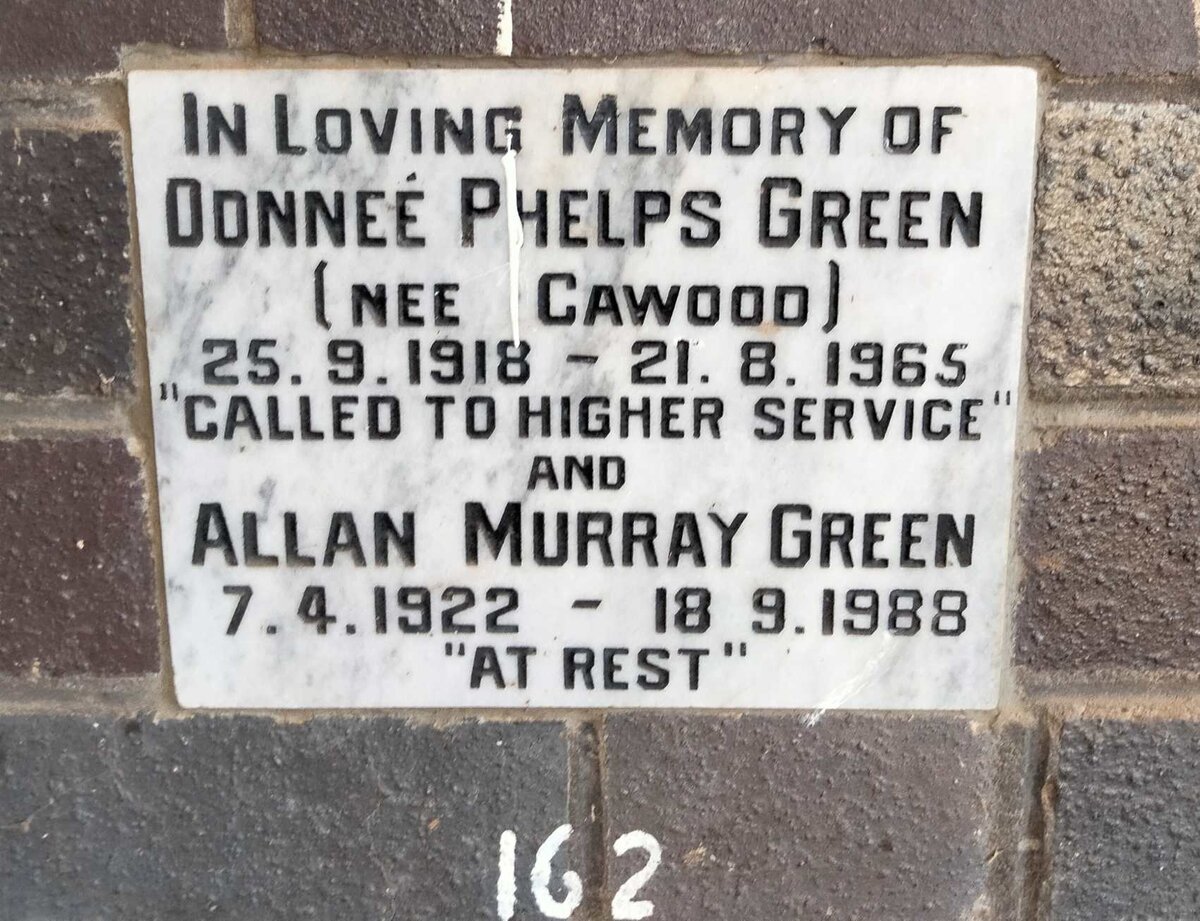 IN LOVING MEMORY OF
DONNEÉ PHELPS GREEN
(NEE CAWOOD)
25.9.1918 - 21.8.1965
"CALLED TO HIGHER SERVICE"
AND
ALLAN MURRAY GREEN
7.4.1922 - 18 9.1988
"AT REST"
162